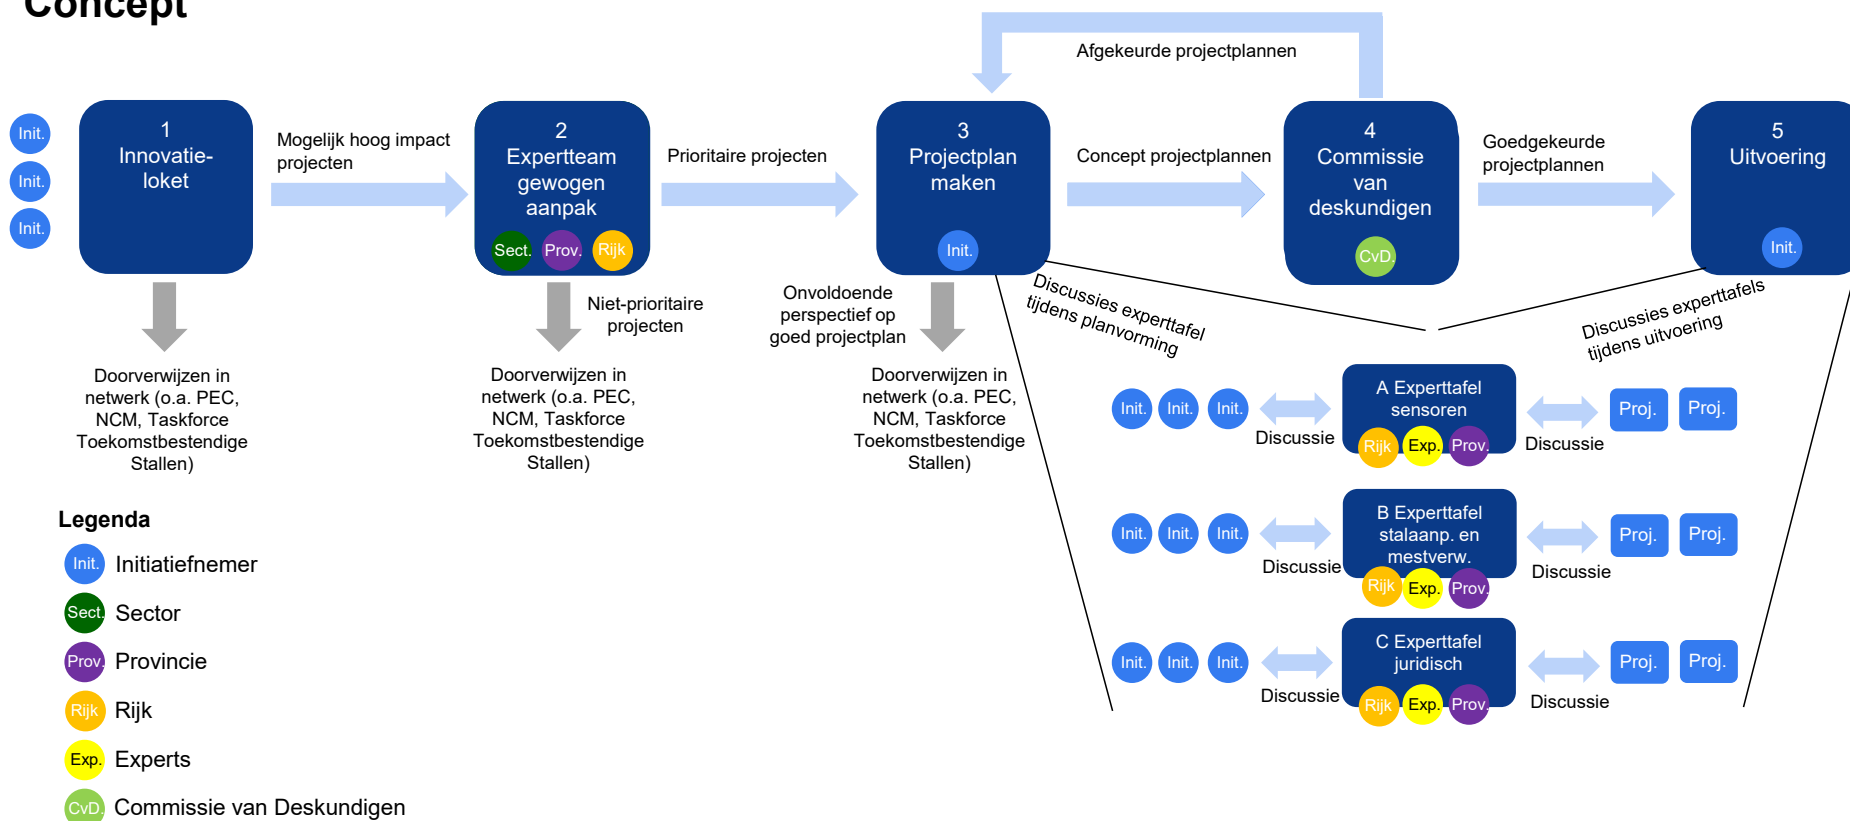 Concept
Afgekeurde projectplannen
Init.
Init.
Init.
1
Innovatie-
loket
Mogelijk hoog impact
projecten
2
Expertteam
gewogen
aanpak
Sect.
Prov.
Rijk
Prioritaire projecten
3
Projectplan
maken
Init.
Concept projectplannen
4
Commissie
van
deskundigen
CvD.
Goedgekeurde
projectplannen
5
Uitvoering
Init.
Niet-prioritaire
projecten
Onvoldoende
perspectief op
goed projectplan
Doorverwijzen in
netwerk (o.a. PEC,
NCM, Taskforce
Toekomstbestendige
Stallen)
Doorverwijzen in
netwerk (o.a. PEC,
NCM, Taskforce
Toekomstbestendige
Stallen)
Doorverwijzen in
netwerk (o.a. PEC,
NCM, Taskforce
Toekomstbestendige
Stallen)
Discussies experttafel
tijdens planvorming
Discussies experttafels
tijdens uitvoering
Init. Init. Init.
Discussie
A Experttafel
sensoren
Rijk Exp. Prov.
Discussie
Proj. Proj.
Init. Init. Init.
Discussie
B Experttafel
stalaanp. en
mestverw.
Rijk Exp. Prov.
Discussie
Proj. Proj.
Init. Init. Init.
Discussie
C Experttafel
juridisch
Rijk Exp. Prov.
Discussie
Proj. Proj.
Legenda
Init. Initiatiefnemer
Sect. Sector
Prov. Provincie
Rijk Rijk
Exp. Experts
CvD. Commissie van Deskundigen